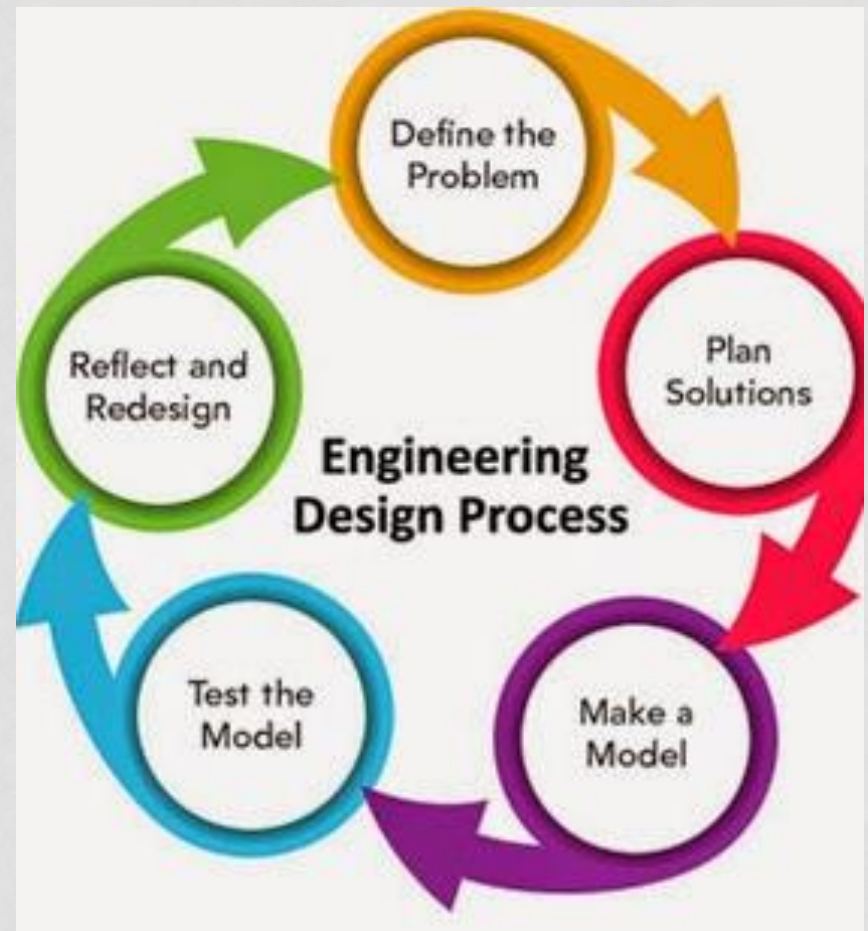 Define the
Problem
Plan
Solutions
Make a
Model
Test the
Model
Reflect and
Redesign
Engineering
Design Process